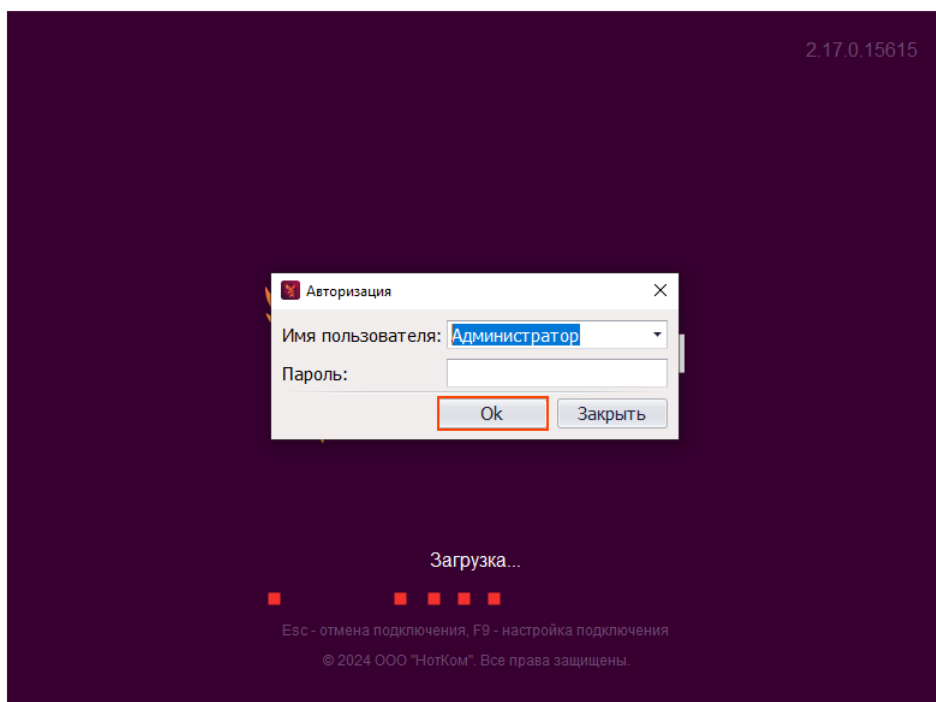 2.17.0.15615
Авторизация
Имя пользователя: Администратор
Пароль:
Ok Закрыть
Загрузка...
Esc - отмена подключения, F9 - настройка подключения
© 2024 ООО "НотКом". Все права защищены.